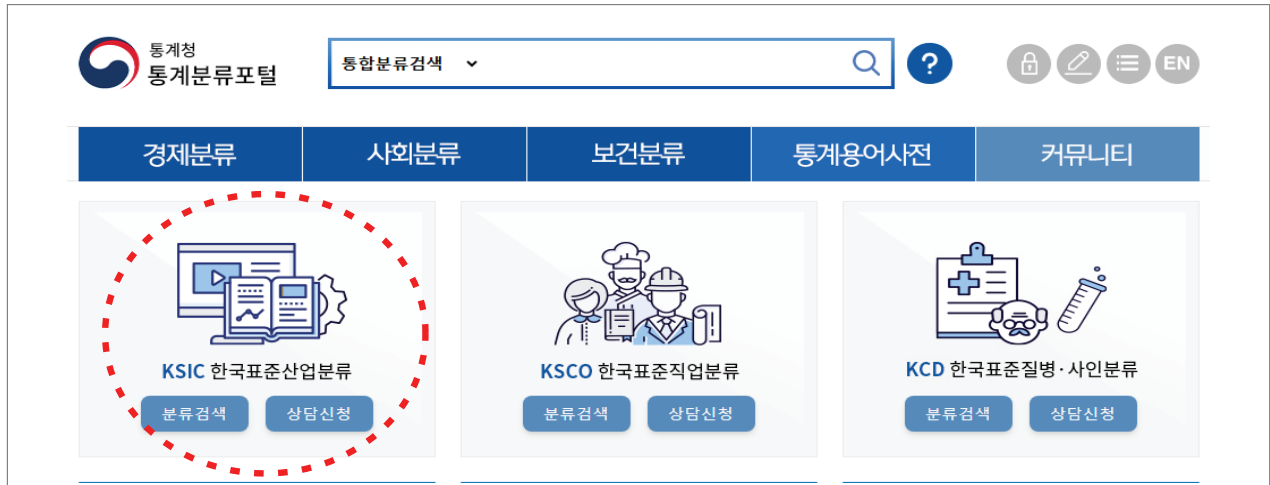 통계청
통계분류포털
통합분류검색
?
EN
경제분류 사회분류 보건분류 통계용어사전 커뮤니티
KSIC 한국표준산업분류
분류검색 상담신청
KSCO 한국표준직업분류
분류검색 상담신청
KCD 한국표준질병·사인분류
분류검색 상담신청